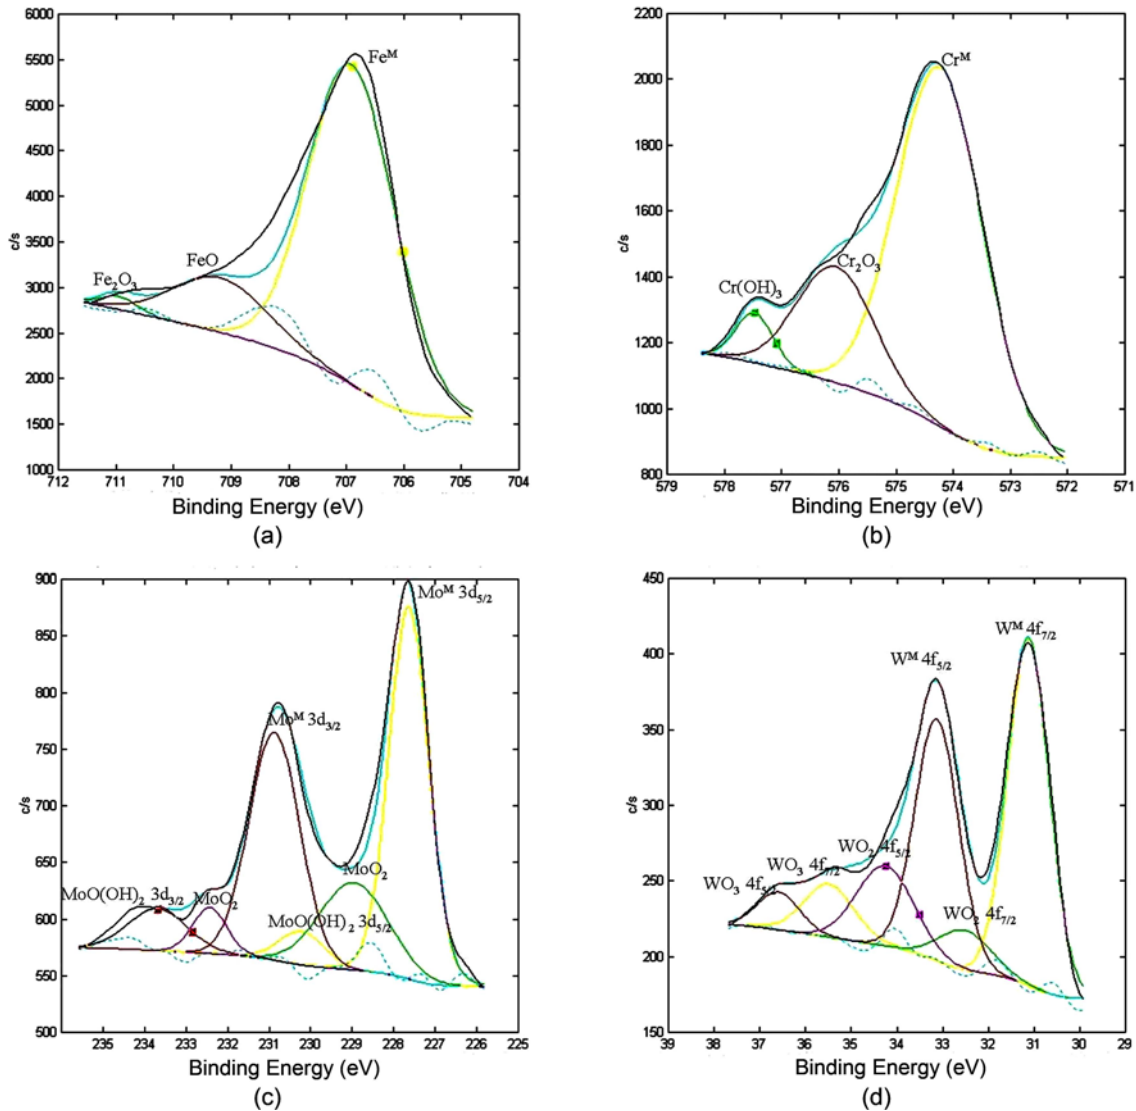 6000
5500
5000
4500
4000
3500
3000
2500
2000
1500
1000
c/s
Fe^M
FeO
Fe₂O₃
712 711 710 709 708 707 706 705 704
Binding Energy (eV)
(a)
2200
2000
1800
1600
1400
1200
1000
800
c/s
Cr^M
Cr₂O₃
Cr(OH)₃
579 578 577 576 575 574 573 572 571
Binding Energy (eV)
(b)
900
850
800
750
700
650
600
550
500
c/s
Mo^M 3d₅/₂
Mo^M 3d₃/₂
MoO₂
MoO(OH)₂ 3d₃/₂
MoO₂
MoO(OH)₂ 3d₅/₂
235 234 233 232 231 230 229 228 227 226 225
Binding Energy (eV)
(c)
450
400
350
300
250
200
150
c/s
W^M 4f₇/₂
W^M 4f₅/₂
WO₂ 4f₅/₂
WO₃ 4f₇/₂
WO₃ 4f₅/₂
WO₂ 4f₇/₂
38 37 36 35 34 33 32 31 30 29
Binding Energy (eV)
(d)